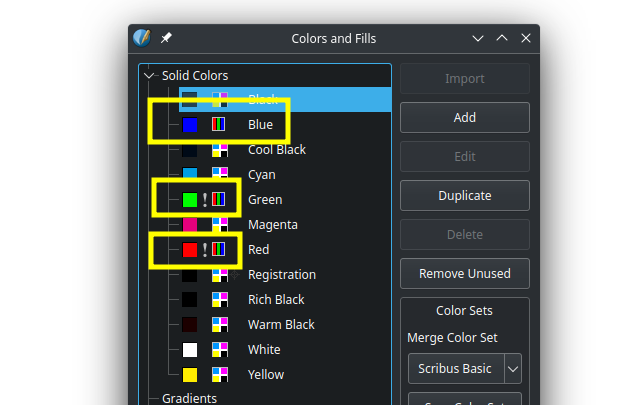 Colors and Fills
Solid Colors
Black
Blue
Cool Black
Cyan
Green
!
Magenta
Red
!
Registration
Rich Black
Warm Black
White
Yellow
Gradients
Import
Add
Edit
Duplicate
Delete
Remove Unused
Color Sets
Merge Color Set
Scribus Basic